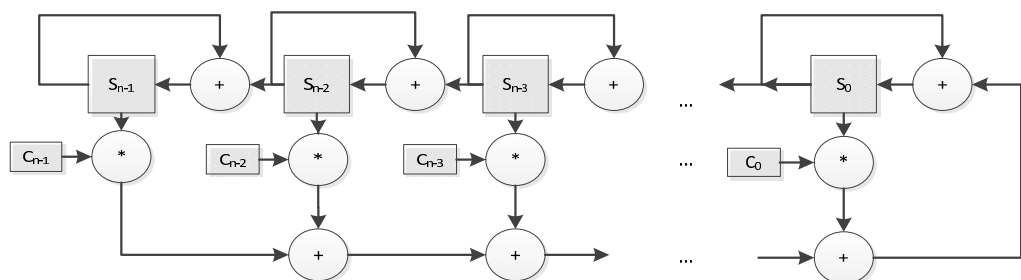 Sn-1 + Sn-2 + Sn-3 + ... S0 +
Cn-1 * Cn-2 * Cn-3 * ... C0 *
+ + ... +